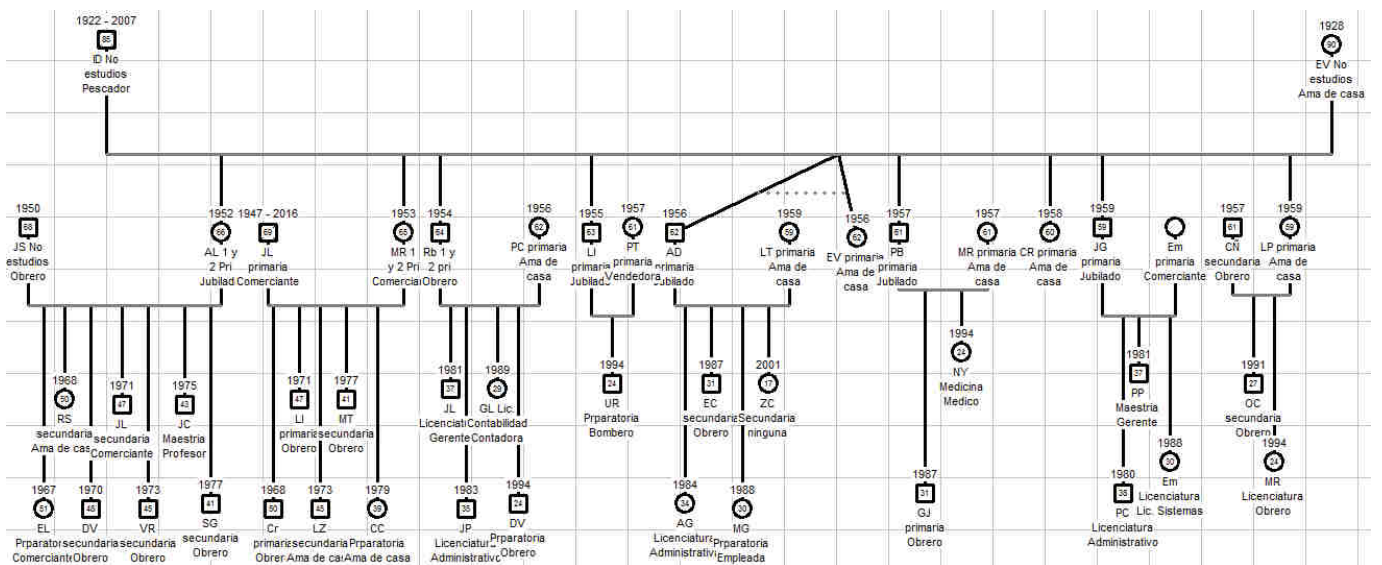 1922 - 2007
85
ID No
estudios
Pescador
1928
90
EV No
estudios
Ama de casa
1950
68
JS No
estudios
Obrero
1952
66
AL 1 y
2 Pri
Jubilado
1947 - 2016
69
JL
primaria
Comerciante
1953
65
MR 1
y 2 Pri
Comerciante
1954
64
Rb 1 y
2 pri
Obrero
1956
62
PC primaria
Ama de
casa
1955
63
LI
primaria
Jubilado
1957
61
PT
primaria
Vendedora
1956
62
AD
primaria
Jubilado
1959
59
LT primaria
Ama de
casa
1956
62
EV primaria
Ama de
casa
1957
61
PB
primaria
Jubilado
1957
61
MR primaria
Ama de
casa
1958
60
CR primaria
Ama de
casa
1959
59
JG
primaria
Jubilado
Em
primaria
Comerciante
1957
61
CÑ
secundaria
Obrero
1959
59
LP primaria
Ama de
casa
1967
51
EL
Prparatoria
Comerciante
1968
50
RS
secundaria
Ama de casa
1970
48
DV
secundaria
Obrero
1971
47
JL
secundaria
Comerciante
1973
45
VR
secundaria
Obrero
1975
43
JC
Maestria
Profesor
1977
41
SG
secundaria
Obrero
1968
50
Cr
primaria
Obrero
1971
47
LI
primaria
Obrero
1973
45
LZ
secundaria
Ama de casa
1977
41
MT
secundaria
Obrero
1979
39
CC
Prparatoria
Ama de casa
1981
37
JL
Licenciatura
Gerente
1983
35
JP
Licenciatura
Administrativo
1989
29
GL Lic.
Contabilidad
Contadora
1994
24
DV
Prparatoria
Obrero
1994
24
UR
Prparatoria
Bombero
1984
34
AG
Licenciatura
Administrativo
1987
31
EC
secundaria
Obrero
1988
30
MG
Prparatoria
Empleada
2001
17
ZC
Secundaria
ninguna
1987
31
GJ
primaria
Obrero
1994
24
NY
Medicina
Medico
1980
38
PC
Licenciatura
Administrativo
1981
37
PP
Maestria
Gerente
1988
30
Em
Licenciatura
Lic. Sistemas
1991
27
OC
secundaria
Obrero
1994
24
MR
Licenciatura
Obrero